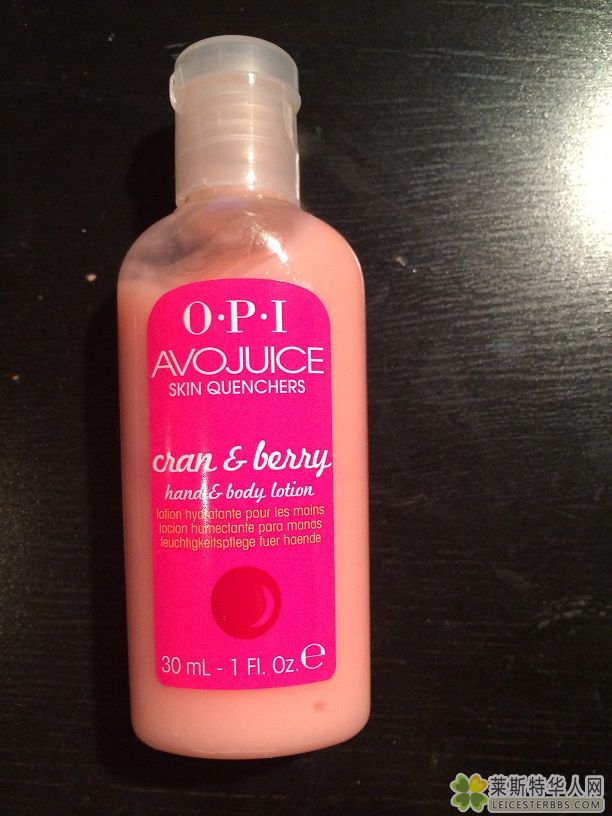 O·P·I
AVOJUICE
SKIN QUENCHERS
cran & berry
hand & body lotion
lotion hydratante pour les mains
locion humectante para manos
feuchtigkeitspflege fuer haende
30 mL - 1 Fl. Oz. e
莱斯特华人网
LEICESTERBBS.COM